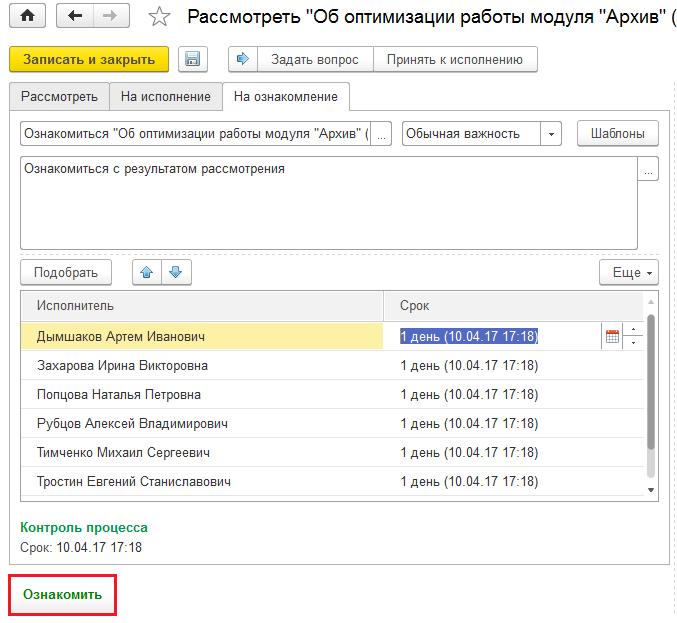 Рассмотреть "Об оптимизации работы модуля "Архив" (
Записать и закрыть Задать вопрос Принять к исполнению
Рассмотреть На исполнение На ознакомление
Ознакомиться "Об оптимизации работы модуля "Архив" ( ... Обычная важность Шаблоны
Ознакомиться с результатом рассмотрения ...
Подобрать Еще
Исполнитель Срок
Дымшаков Артем Иванович 1 день (10.04.17 17:18)
Захарова Ирина Викторовна 1 день (10.04.17 17:18)
Попцова Наталья Петровна 1 день (10.04.17 17:18)
Рубцов Алексей Владимирович 1 день (10.04.17 17:18)
Тимченко Михаил Сергеевич 1 день (10.04.17 17:18)
Тростин Евгений Станиславович 1 день (10.04.17 17:18)
Контроль процесса
Срок: 10.04.17 17:18
Ознакомить